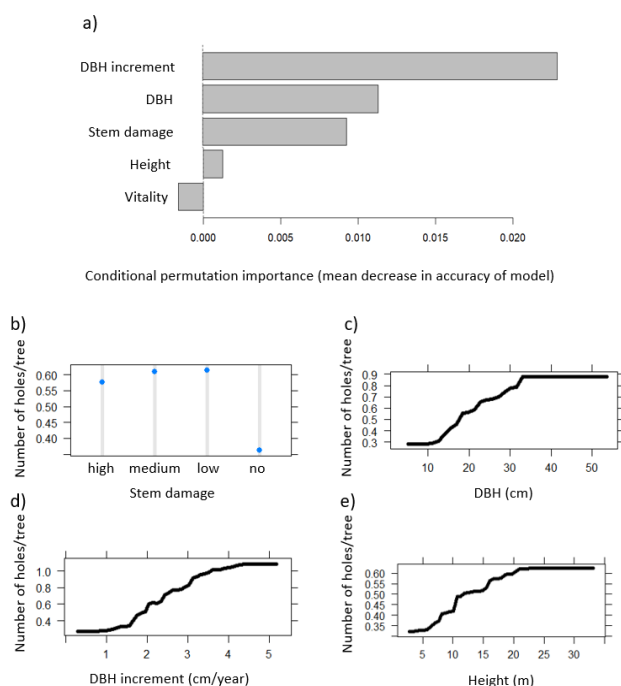 a)
DBH increment
DBH
Stem damage
Height
Vitality
0.000 0.005 0.010 0.015 0.020
Conditional permutation importance (mean decrease in accuracy of model)
b)
Number of holes/tree
0.60
0.55
0.50
0.45
0.40
high medium low no
Stem damage
c)
Number of holes/tree
0.9
0.8
0.7
0.6
0.5
0.4
0.3
10 20 30 40 50
DBH (cm)
d)
Number of holes/tree
1.0
0.8
0.6
0.4
1 2 3 4 5
DBH increment (cm/year)
e)
Number of holes/tree
0.60
0.55
0.50
0.45
0.40
0.35
5 10 15 20 25 30
Height (m)